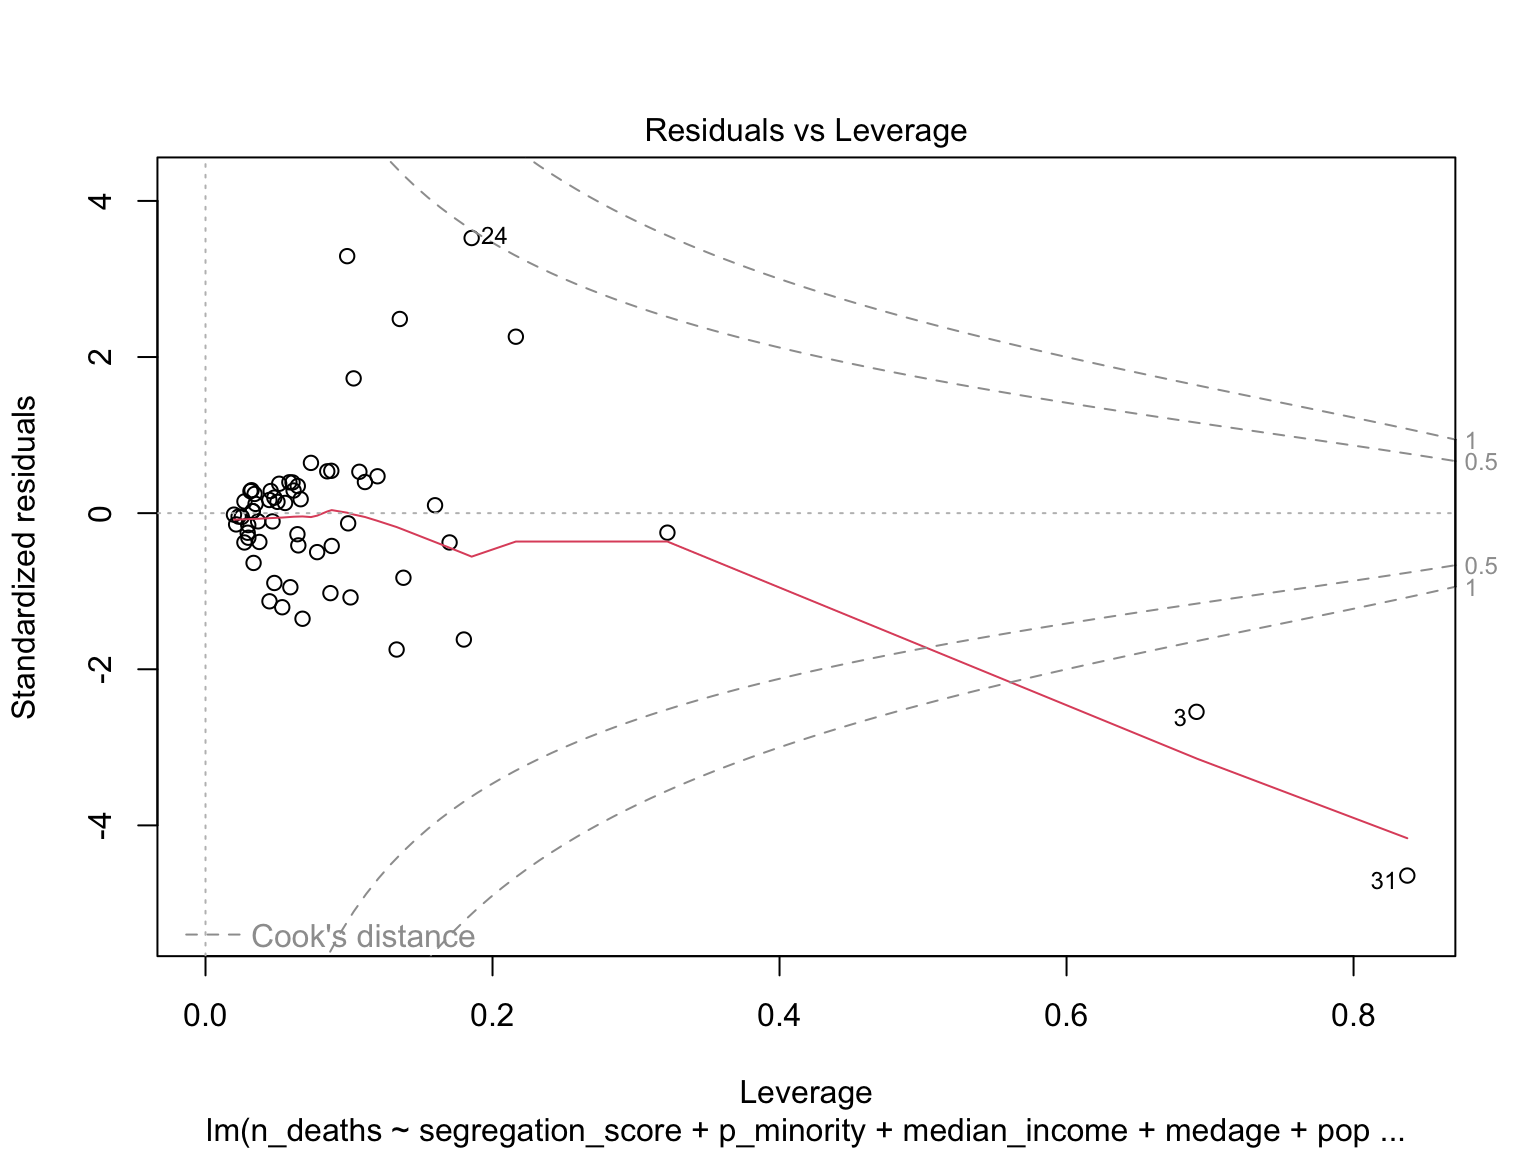 Residuals vs Leverage
Standardized residuals
4
2
0
-2
-4
24
3
31
1
0.5
0.5
1
Cook's distance
0.0 0.2 0.4 0.6 0.8
Leverage
lm(n_deaths ~ segregation_score + p_minority + median_income + medage + pop ...